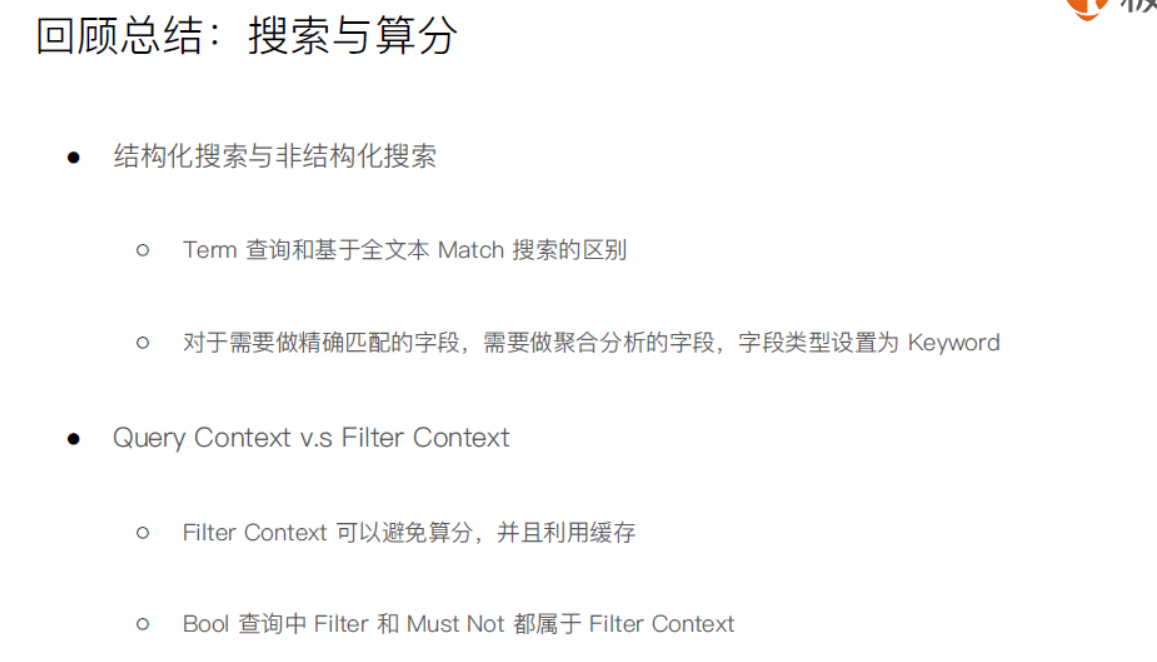 回顾总结：搜索与算分
结构化搜索与非结构化搜索
Term 查询和基于全文本 Match 搜索的区别
对于需要做精确匹配的字段，需要做聚合分析的字段，字段类型设置为 Keyword
Query Context v.s Filter Context
Filter Context 可以避免算分，并且利用缓存
Bool 查询中 Filter 和 Must Not 都属于 Filter Context